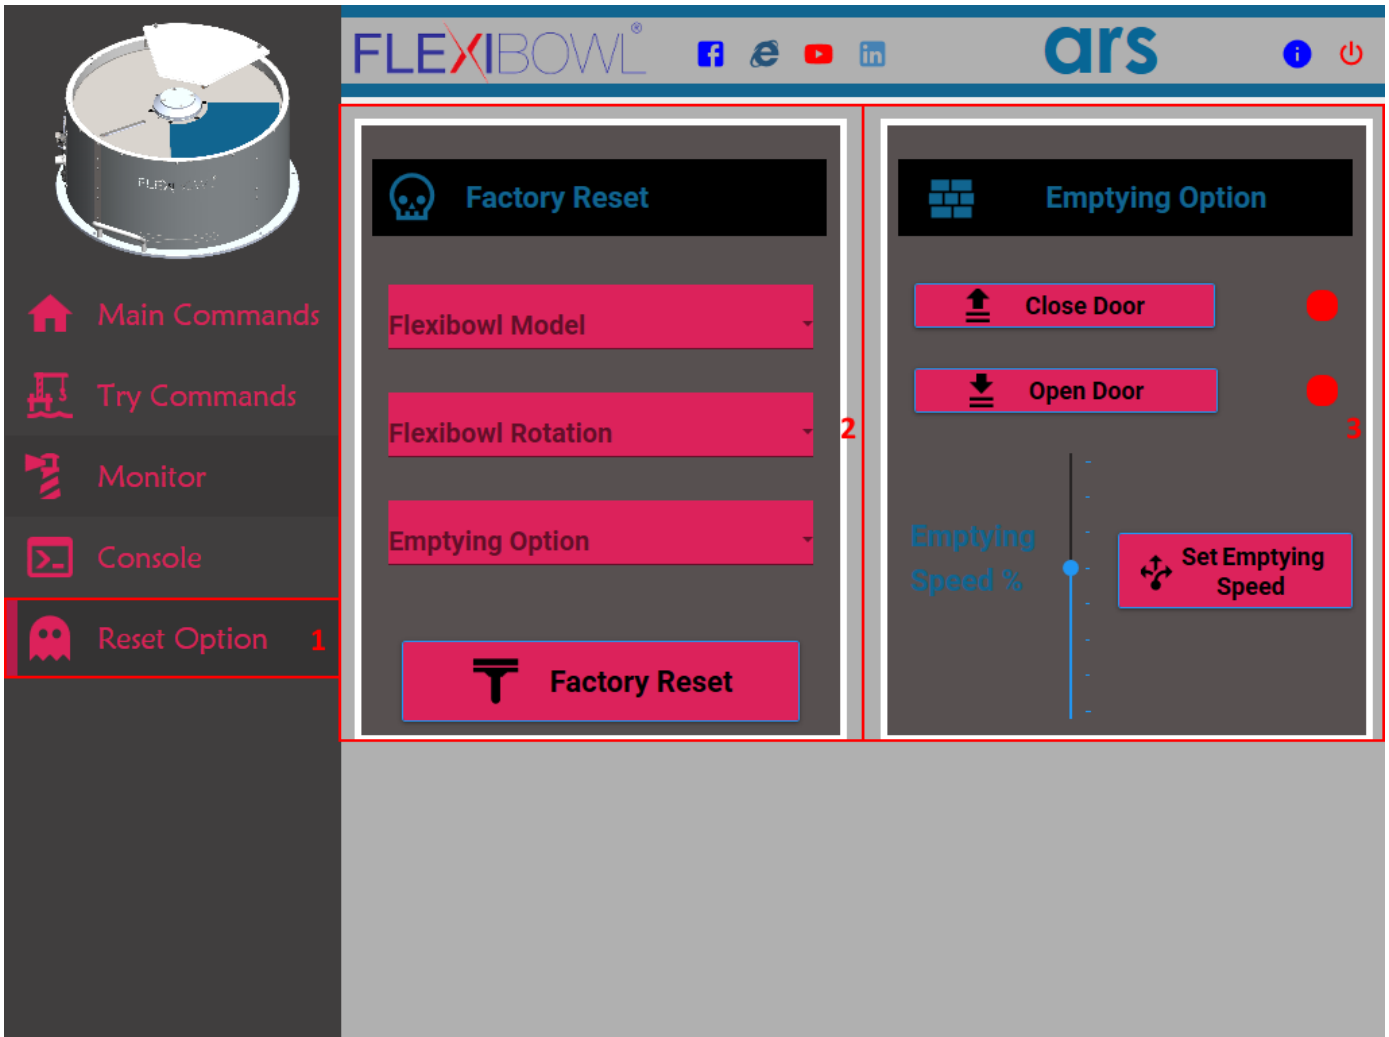 FLEXIBOWL®
ars
Main Commands
Try Commands
Monitor
Console
Reset Option 1
Factory Reset
Flexibowl Model
Flexibowl Rotation
Emptying Option
Factory Reset
2
Emptying Option
Close Door
Open Door
3
Emptying
Speed %
Set Emptying
Speed